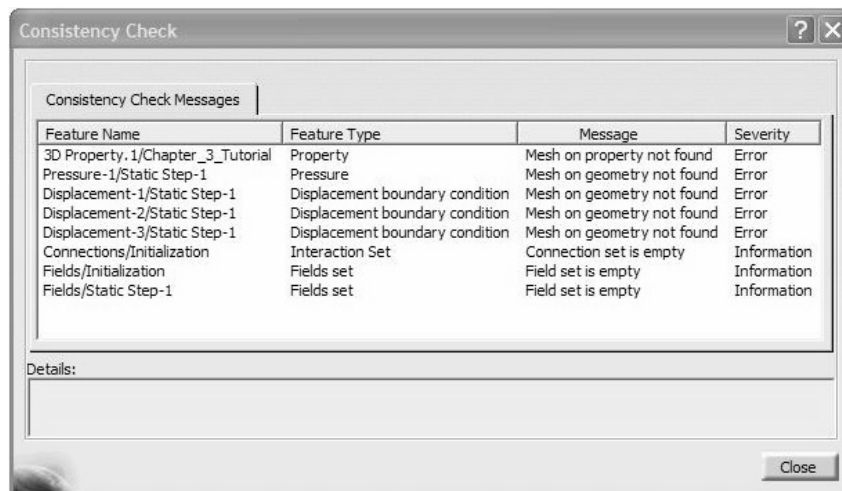 Consistency Check
Consistency Check Messages
Feature Name Feature Type Message Severity
3D Property.1/Chapter_3_Tutorial Property Mesh on property not found Error
Pressure-1/Static Step-1 Pressure Mesh on geometry not found Error
Displacement-1/Static Step-1 Displacement boundary condition Mesh on geometry not found Error
Displacement-2/Static Step-1 Displacement boundary condition Mesh on geometry not found Error
Displacement-3/Static Step-1 Displacement boundary condition Mesh on geometry not found Error
Connections/Initialization Interaction Set Connection set is empty Information
Fields/Initialization Fields set Field set is empty Information
Fields/Static Step-1 Fields set Field set is empty Information
Details:
Close